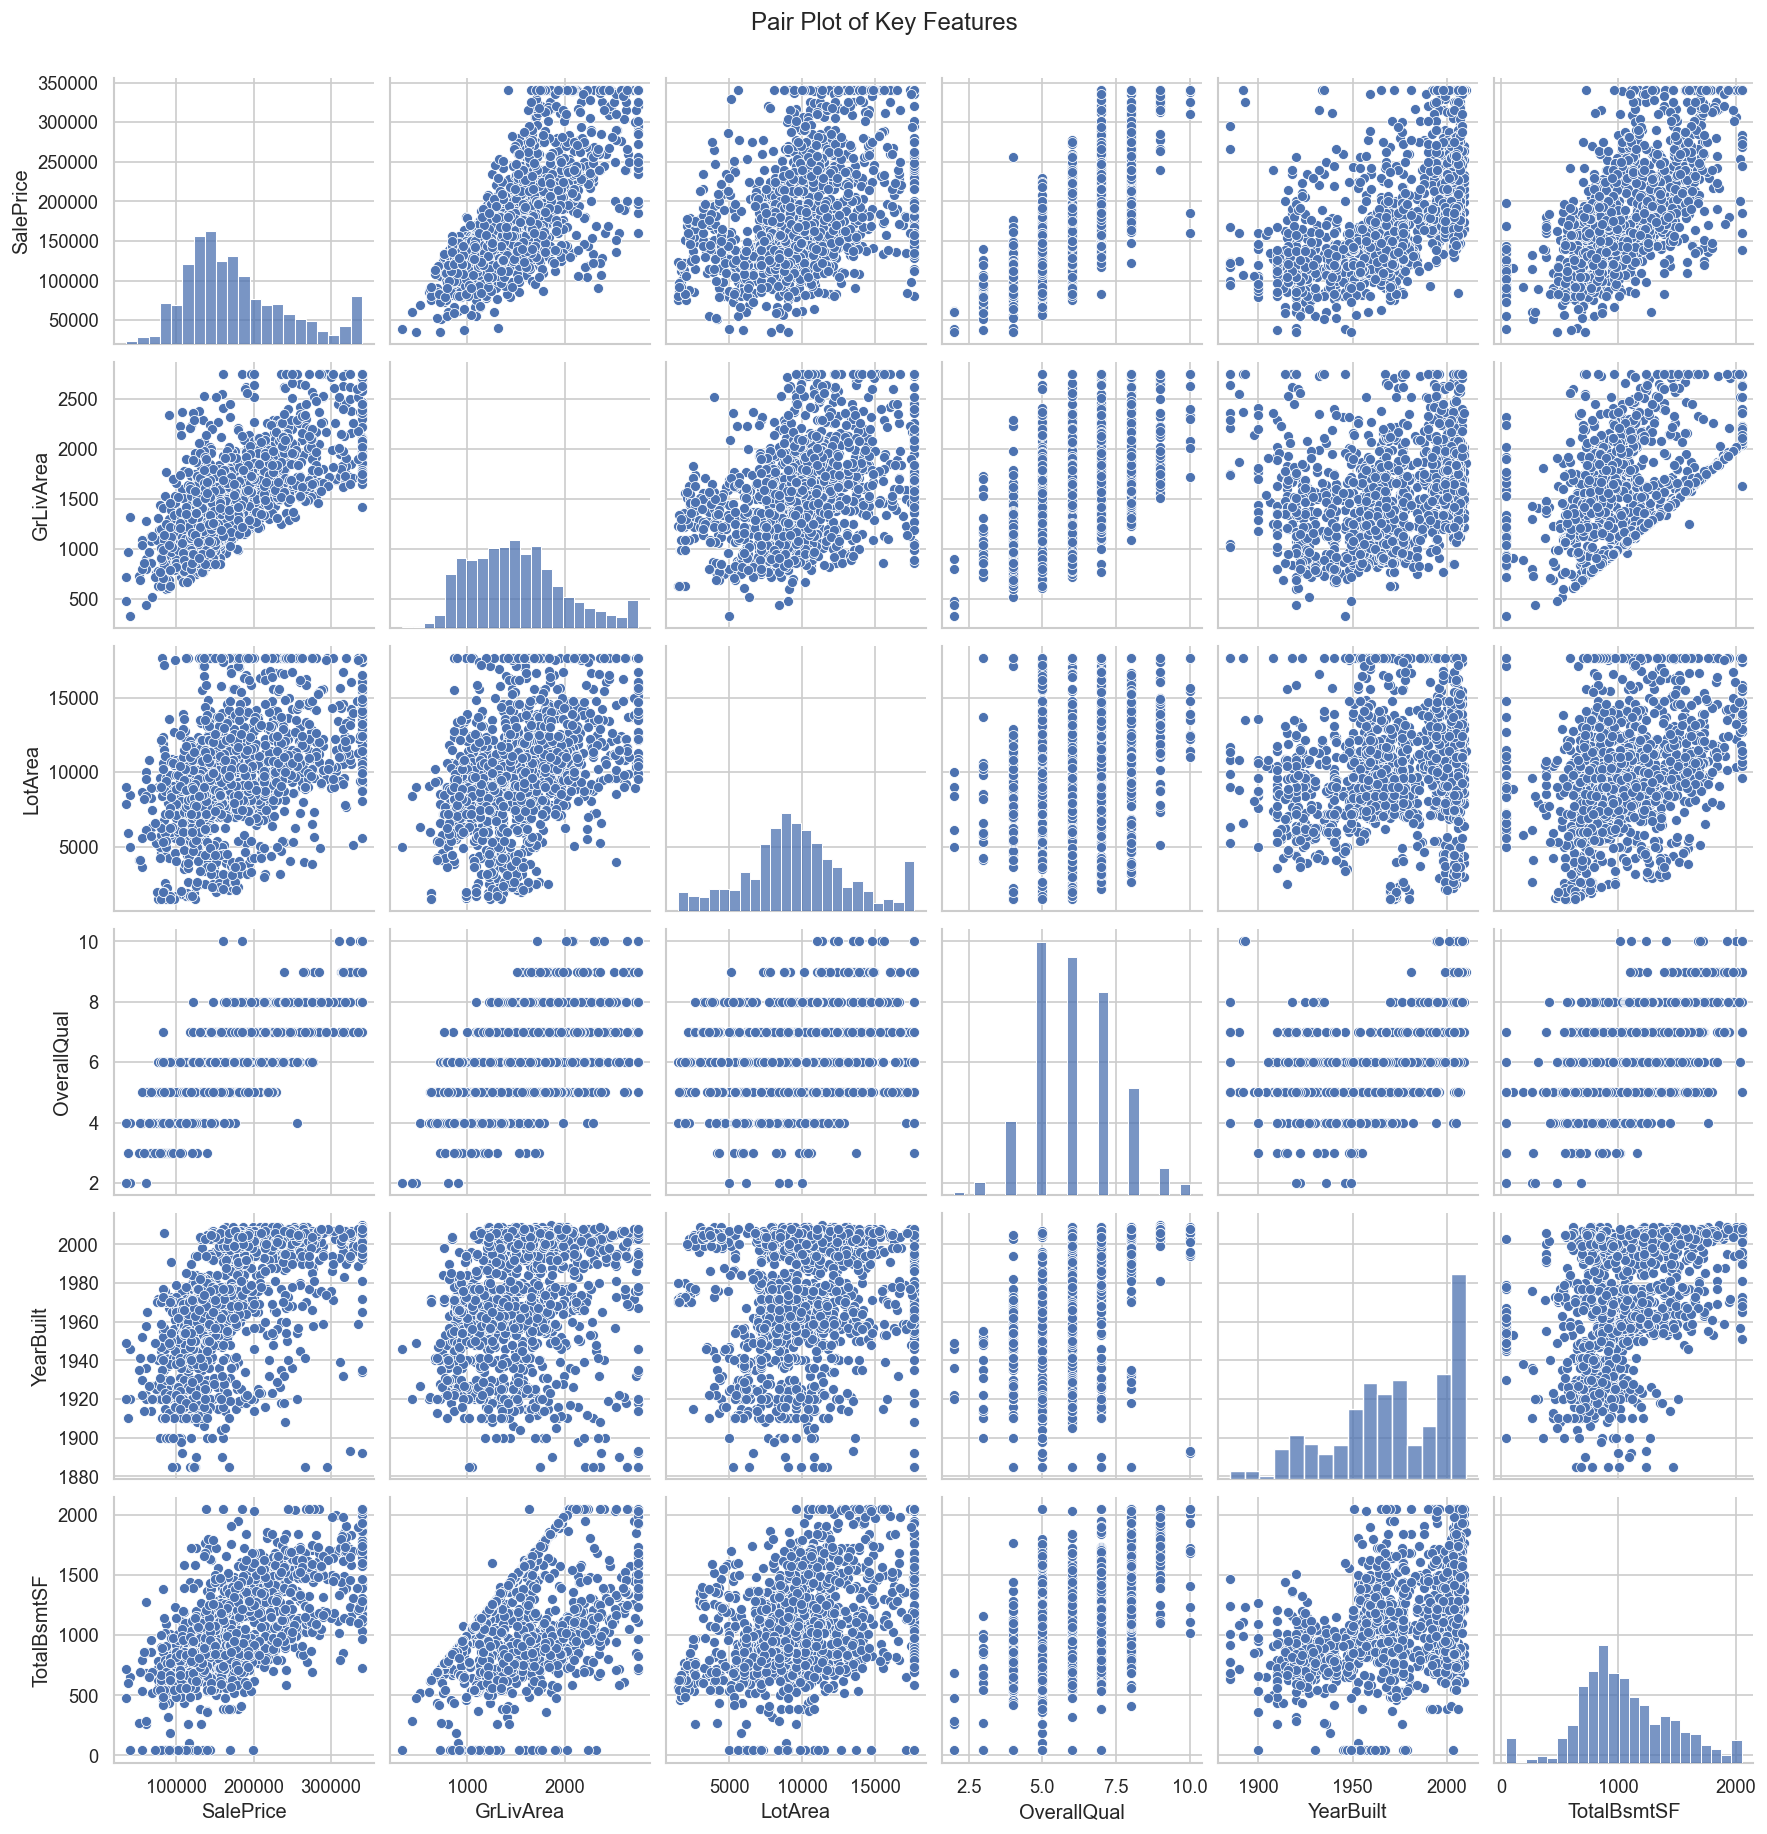 Pair Plot of Key Features
350000
300000
250000
200000
150000
100000
50000
SalePrice
2500
2000
1500
1000
500
GrLivArea
15000
10000
5000
LotArea
10
8
6
4
2
OverallQual
2000
1980
1960
1940
1920
1900
1880
YearBuilt
2000
1500
1000
500
0
TotalBsmtSF
100000 200000 300000
1000 2000
5000 10000 15000
2.5 5.0 7.5 10.0
1900 1950 2000
0 1000 2000
SalePrice GrLivArea LotArea OverallQual YearBuilt TotalBsmtSF